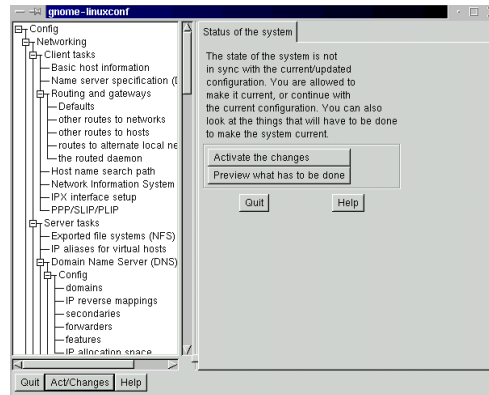 gnome-linuxconf
Config
Networking
Client tasks
Basic host information
Name server specification (D
Routing and gateways
Defaults
other routes to networks
other routes to hosts
routes to alternate local ne
the routed daemon
Host name search path
Network Information System
IPX interface setup
PPP/SLIP/PLIP
Server tasks
Exported file systems (NFS)
IP aliases for virtual hosts
Domain Name Server (DNS)
Config
domains
IP reverse mappings
secondaries
forwarders
features
IP allocation space
Quit Act/Changes Help
Status of the system
The state of the system is not
in sync with the current/updated
configuration. You are allowed to
make it current, or continue with
the current configuration. You can also
look at the things that will have to be done
to make the system current.
Activate the changes
Preview what has to be done
Quit Help